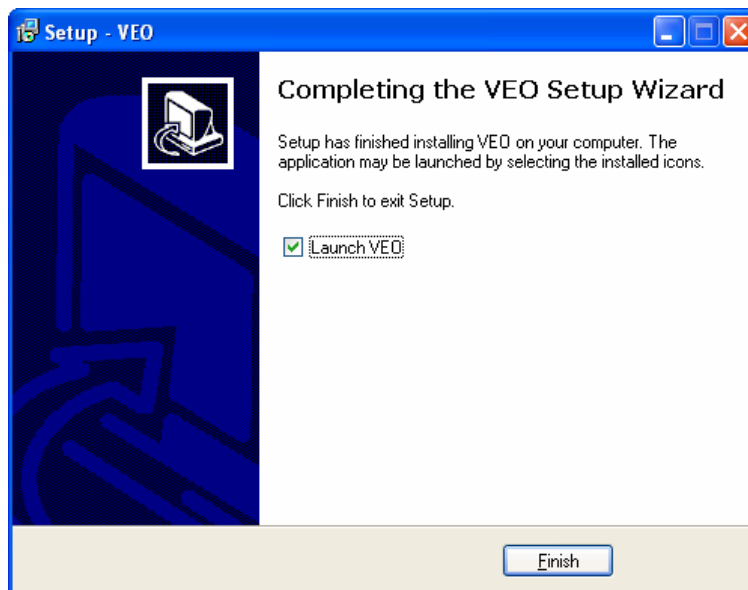 Setup - VEO
Completing the VEO Setup Wizard
Setup has finished installing VEO on your computer. The
application may be launched by selecting the installed icons.
Click Finish to exit Setup.
Launch VEO
Finish